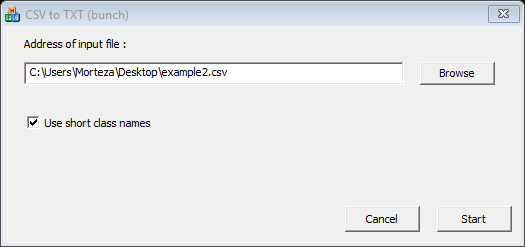 CSV to TXT (bunch)
Address of input file :
C:\Users\Morteza\Desktop\example2.csv
Browse
Use short class names
Cancel
Start